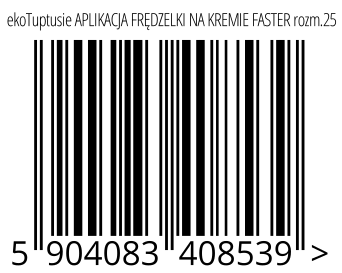 ekoTuptusie APLIKACJA FRĘDZELKI NA KREMIE FASTER rozm.25
5 904083 408539 >